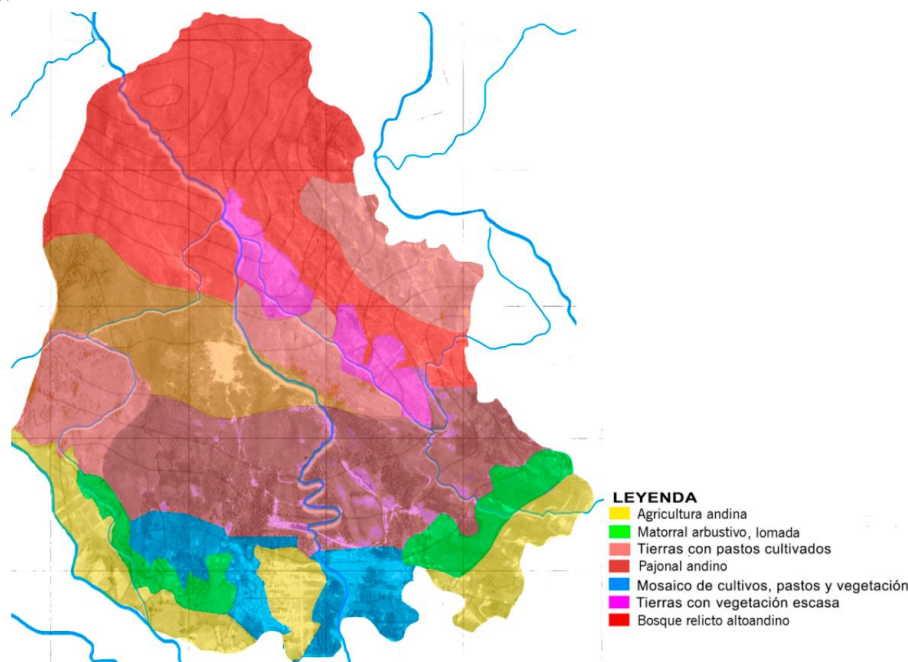 LEYENDA
Agricultura andina
Matorral arbustivo, lomada
Tierras con pastos cultivados
Pajonal andino
Mosaico de cultivos, pastos y vegetación
Tierras con vegetación escasa
Bosque relicto altoandino